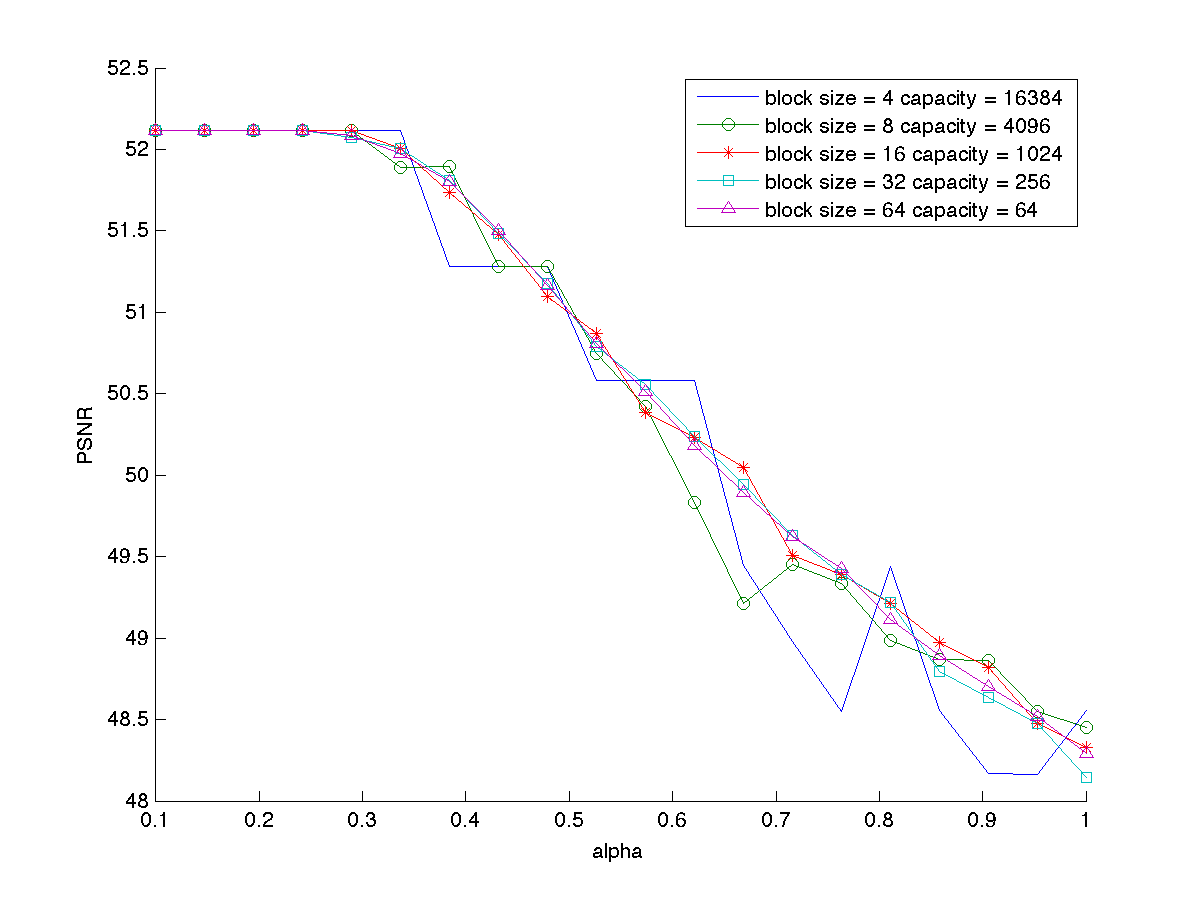 52.5
52
51.5
51
50.5
50
49.5
49
48.5
48
PSNR
block size = 4 capacity = 16384
block size = 8 capacity = 4096
block size = 16 capacity = 1024
block size = 32 capacity = 256
block size = 64 capacity = 64
0.1 0.2 0.3 0.4 0.5 0.6 0.7 0.8 0.9 1
alpha